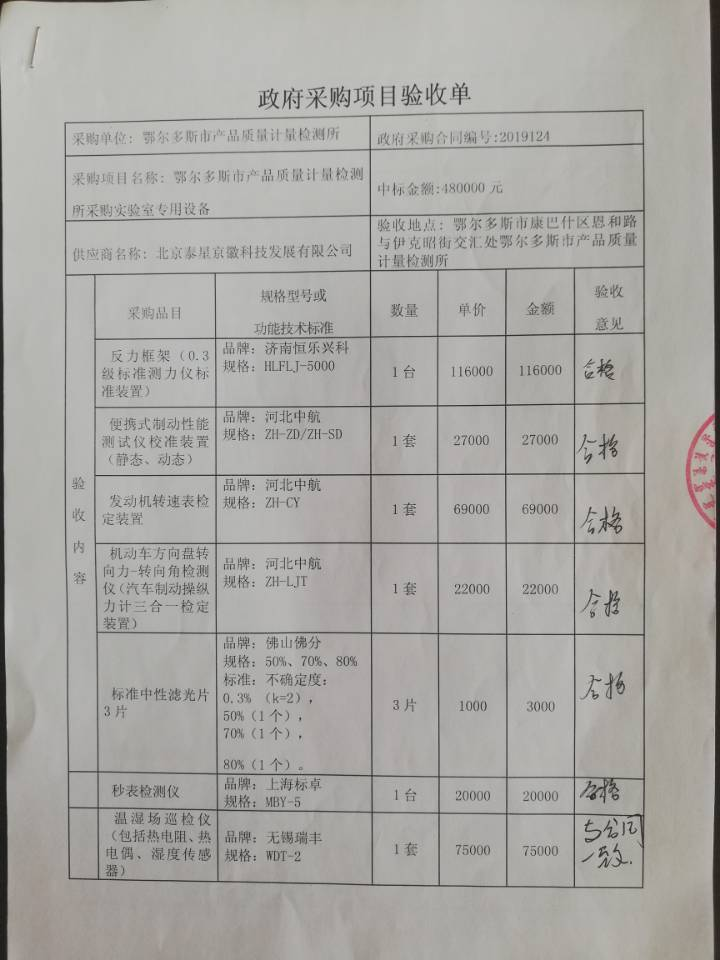 政府采购项目验收单
采购单位: 鄂尔多斯市产品质量计量检测所
政府采购合同编号:2019124
采购项目名称: 鄂尔多斯市产品质量计量检测
所采购实验室专用设备
中标金额:480000 元
供应商名称: 北京泰星京徽科技发展有限公司
验收地点: 鄂尔多斯市康巴什区恩和路
与伊克昭街交汇处鄂尔多斯市产品质量
计量检测所
验收内容
采购品目
规格型号或
功能技术标准
数量
单价
金额
验收
意见
反力框架（0.3
级标准测力仪标
准装置）
品牌: 济南恒乐兴科
规格: HLFLJ-5000
1台
116000
116000
合格
便携式制动性能
测试仪校准装置
（静态、动态）
品牌: 河北中航
规格: ZH-ZD/ZH-SD
1套
27000
27000
合格
发动机转速表检
定装置
品牌: 河北中航
规格: ZH-CY
1套
69000
69000
合格
机动车方向盘转
向力-转向角检测
仪(汽车制动操纵
力计三合一检定
装置)
品牌: 河北中航
规格: ZH-LJT
1套
22000
22000
合格
标准中性滤光片
3片
品牌: 佛山佛分
规格: 50%、70%、80%
标准: 不确定度:
0.3% （k=2），
50%（1个），
70%（1个），
80%（1个）。
3片
1000
3000
合格
秒表检测仪
品牌: 上海标卓
规格: MBY-5
1台
20000
20000
合格
温湿场巡检仪
（包括热电阻、热
电偶、湿度传感
器）
品牌: 无锡瑞丰
规格: WDT-2
1套
75000
75000
与合同
一致.